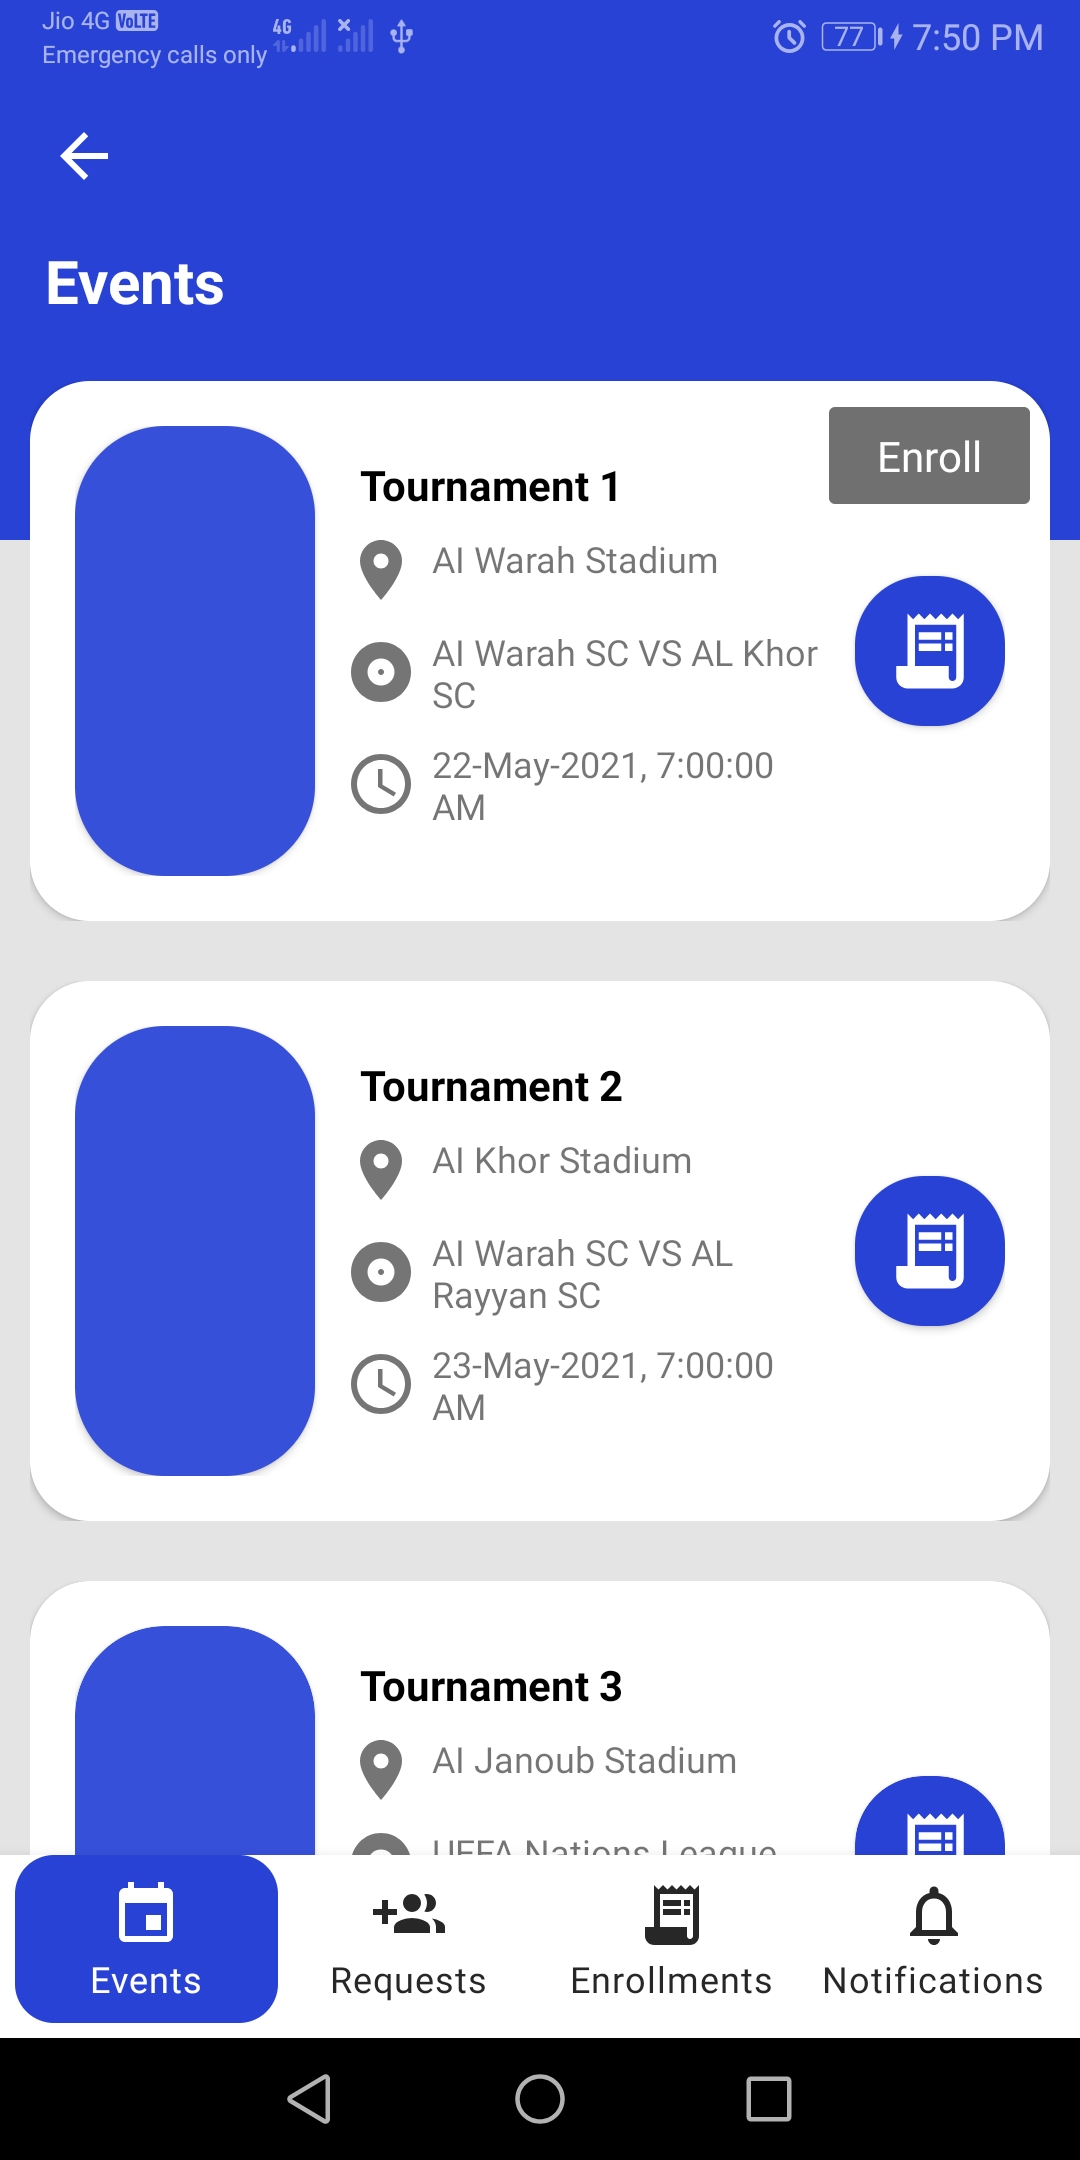 Jio 4G VoLTE
Emergency calls only
4G
77
7:50 PM
Events
Enroll
Tournament 1
Al Warah Stadium
Al Warah SC VS AL Khor
SC
22-May-2021, 7:00:00
AM
Tournament 2
Al Khor Stadium
Al Warah SC VS AL
Rayyan SC
23-May-2021, 7:00:00
AM
Tournament 3
Al Janoub Stadium
UEFA Nations League
Events
Requests
Enrollments
Notifications